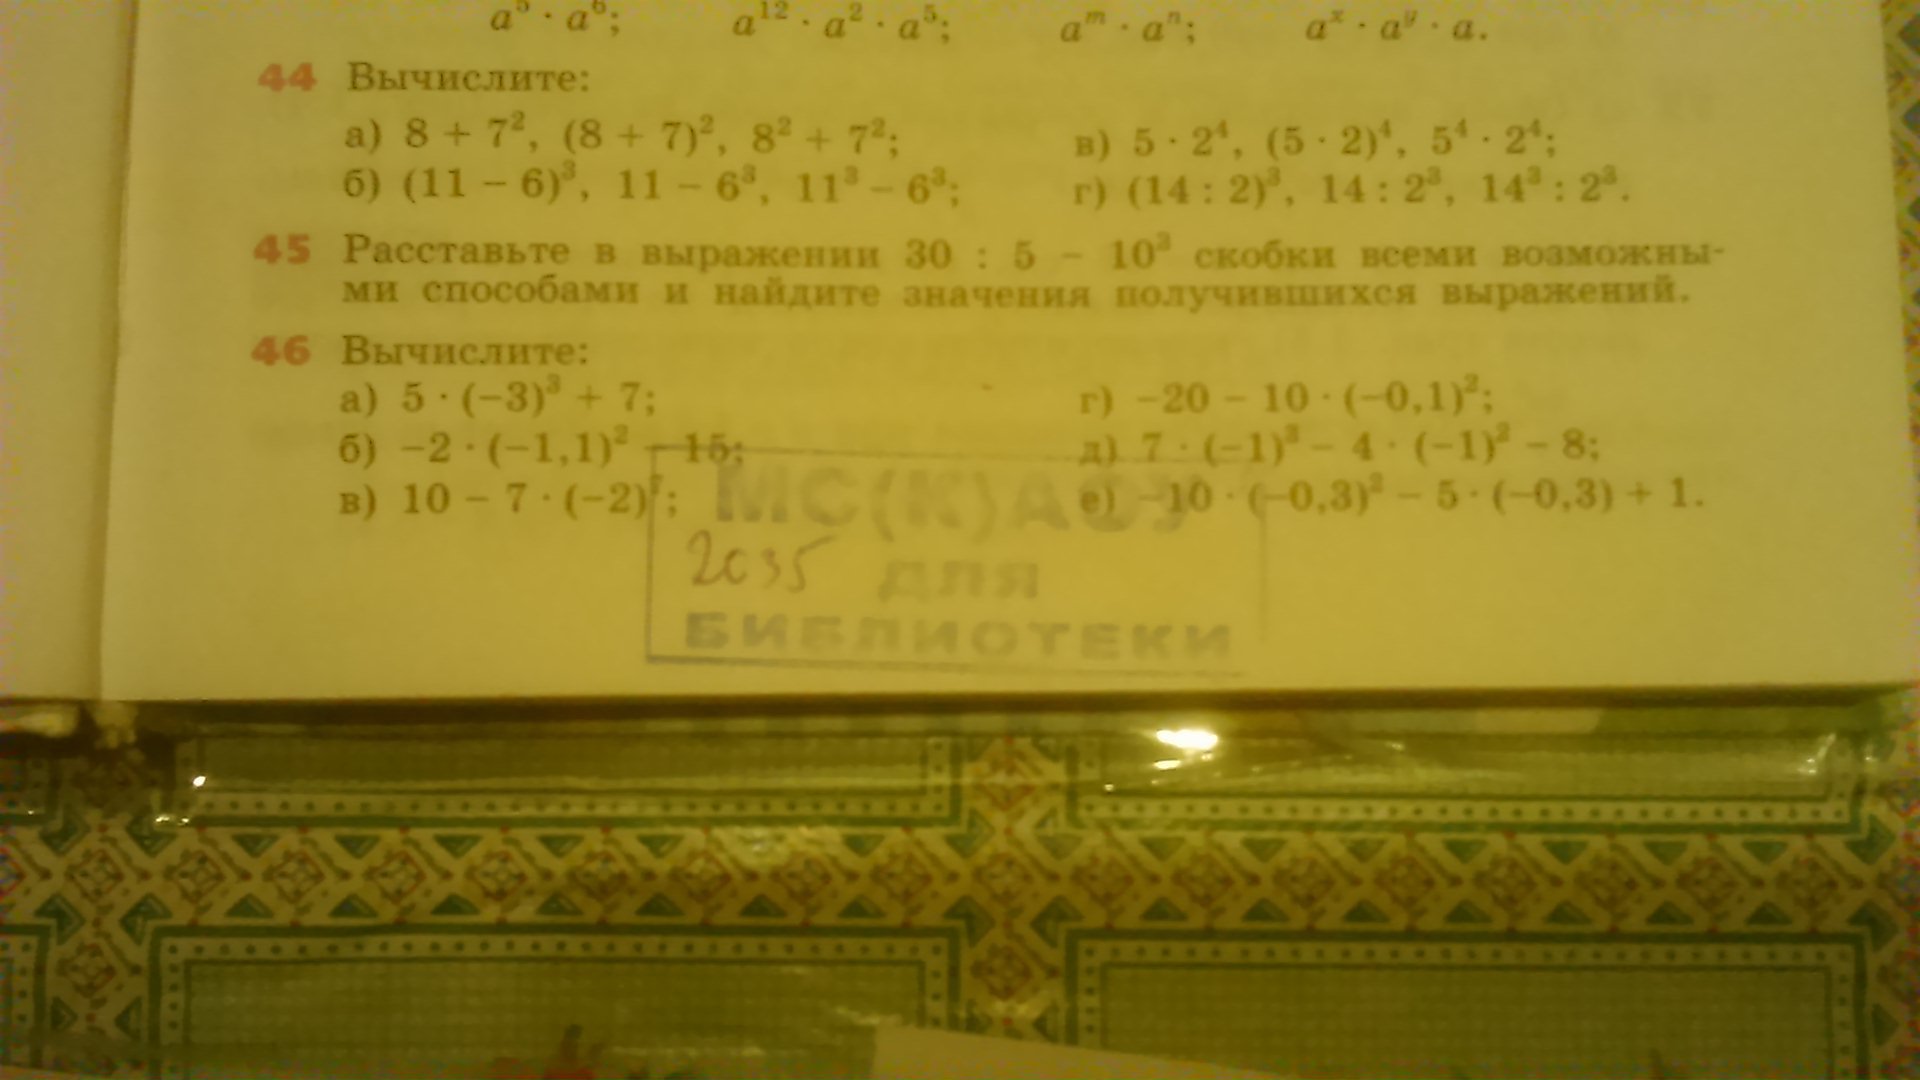 a⁵ · a⁶; a¹² · a² · a⁵; aᵐ · aⁿ; aˣ · aʸ · a.
44 Вычислите:
а) 8 + 7², (8 + 7)², 8² + 7²; в) 5 · 2⁴, (5 · 2)⁴, 5⁴ · 2⁴;
б) (11 − 6)³, 11 − 6³, 11³ − 6³; г) (14 : 2)³, 14 : 2³, 14³ : 2³.
45 Расставьте в выражении 30 : 5 − 10² скобки всеми возможны-
ми способами и найдите значения получившихся выражений.
46 Вычислите:
а) 5 · (−3)³ + 7; г) −20 − 10 · (−0,1)²;
б) −2 · (−1,1)² − 15; д) 7 · (−1)³ − 4 · (−1)² − 8;
в) 10 − 7 · (−2)⁷; е) −10 · (−0,3)² − 5 · (−0,3) + 1.
МС(К)АОУ
2035 ДЛЯ
БИБЛИОТЕКИ